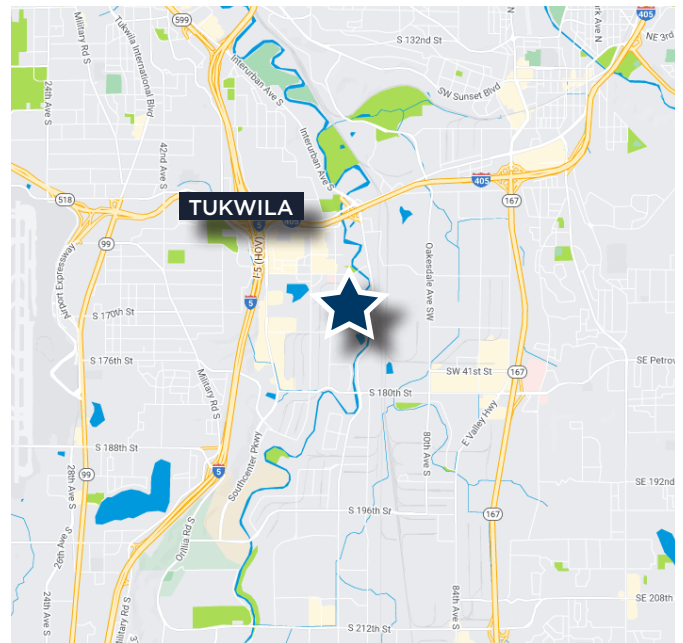 Military Rd S
Tukwila
International Blvd
599
405
Park Ave N
NE 3rd
S 132nd St
24th Ave S
Interurban Ave S
SW Sunset Blvd
42nd Ave S
Interurban Ave S
405
518
TUKWILA
167
405
99
5
I-5 (HOV)
Oakesdale Ave SW
Airport Expressway
5
S 170th St
S 176th St
Military Rd S
SW 41st St
SE Petrov
167
S 180th St
E Valley Hwy
80th Ave S
S 188th St
Southcenter Pkwy
99
5
28th Ave S
SE 192nd
S 196th St
167
26th Ave S
Orillia Rd S
24th Ave S
84th Ave S
SE 208th
Military Rd S
S 212th St